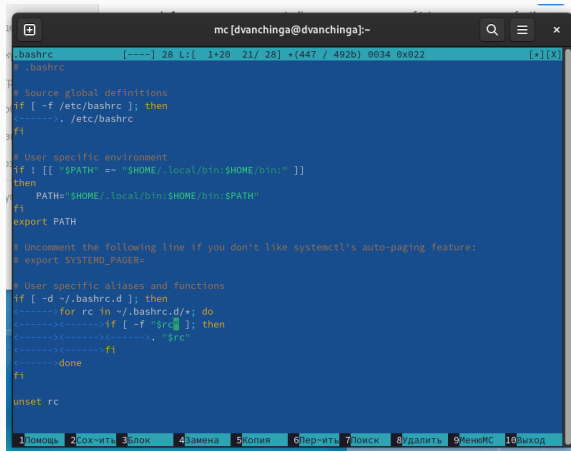 mc [dvanchinga@dvanchinga]:~
.bashrc [----] 28 L:[ 1+20 21/ 28] *(447 / 492b) 0034 0x022 [*][X]
# .bashrc
# Source global definitions
if [ -f /etc/bashrc ]; then
<------>. /etc/bashrc
fi
# User specific environment
if ! [[ "$PATH" =~ "$HOME/.local/bin:$HOME/bin:" ]]
then
    PATH="$HOME/.local/bin:$HOME/bin:$PATH"
fi
export PATH
# Uncomment the following line if you don't like systemctl's auto-paging feature:
# export SYSTEMD_PAGER=
# User specific aliases and functions
if [ -d ~/.bashrc.d ]; then
<------>for rc in ~/.bashrc.d/*; do
<------><------>if [ -f "$rc" ]; then
<------><------><------>. "$rc"
<------><------>fi
<------>done
fi
unset rc
1Помощь 2Сох~ить 3Блок 4Замена 5Копия 6Пер~ить 7Поиск 8Удалить 9МенюMC 10Выход